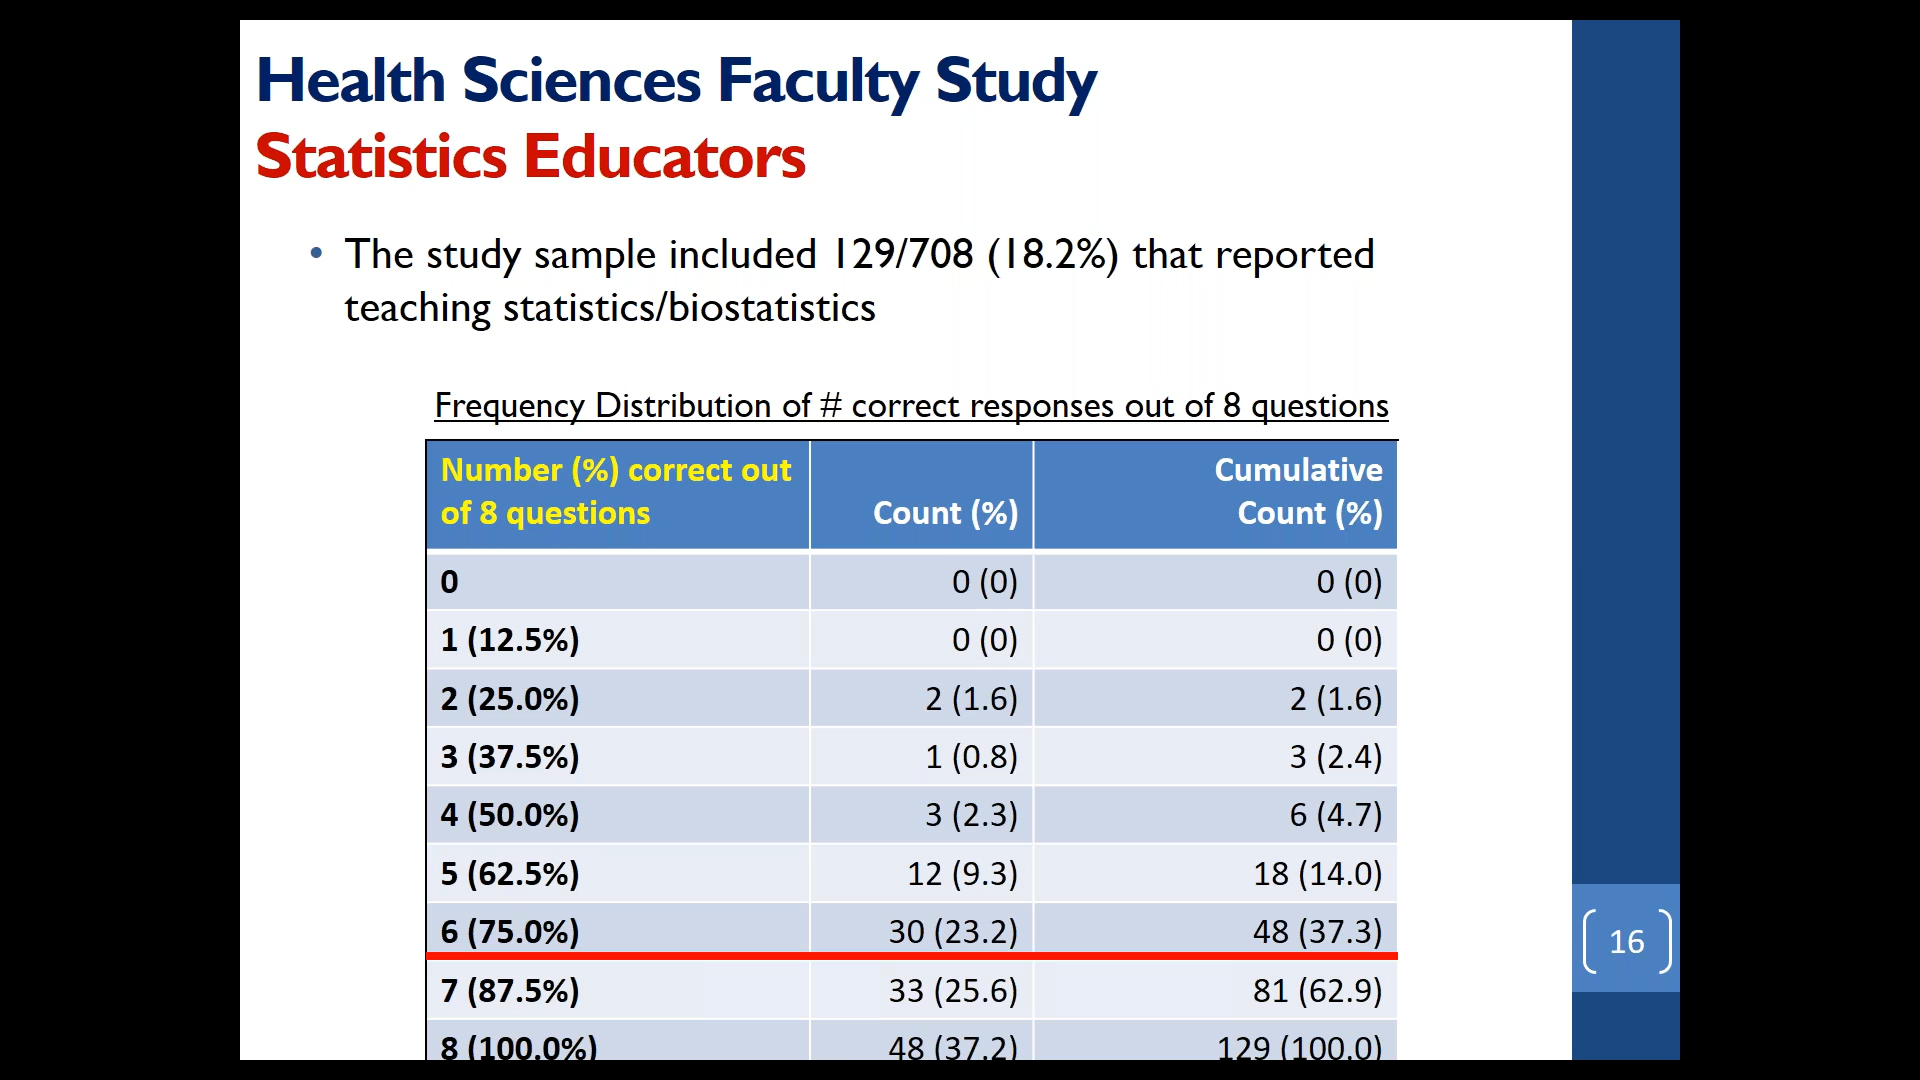 Health Sciences Faculty Study
Statistics Educators
• The study sample included 129/708 (18.2%) that reported
teaching statistics/biostatistics
Frequency Distribution of # correct responses out of 8 questions
Number (%) correct out of 8 questions Count (%) Cumulative Count (%)
0 0 (0) 0 (0)
1 (12.5%) 0 (0) 0 (0)
2 (25.0%) 2 (1.6) 2 (1.6)
3 (37.5%) 1 (0.8) 3 (2.4)
4 (50.0%) 3 (2.3) 6 (4.7)
5 (62.5%) 12 (9.3) 18 (14.0)
6 (75.0%) 30 (23.2) 48 (37.3)
7 (87.5%) 33 (25.6) 81 (62.9)
8 (100.0%) 48 (37.2) 129 (100.0)
16